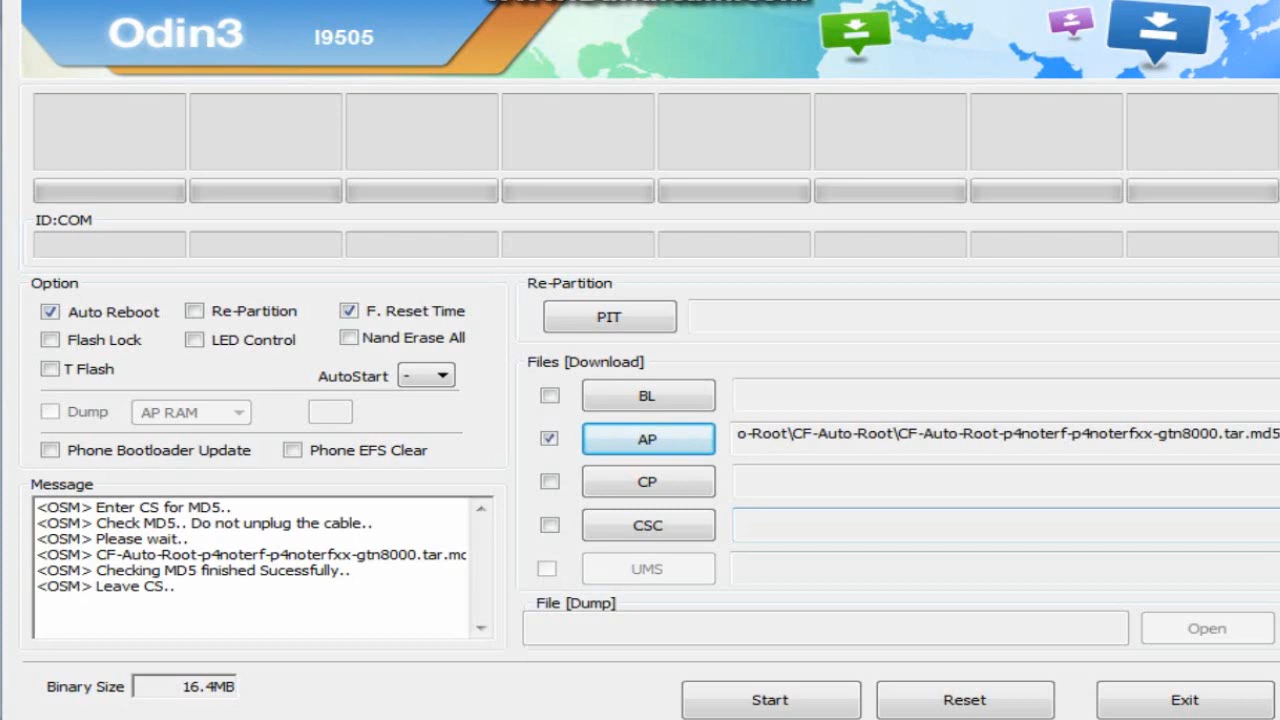 Odin3
I9505
ID:COM
Option
Auto Reboot
Re-Partition
F. Reset Time
Flash Lock
LED Control
Nand Erase All
T Flash
AutoStart
-
Dump
AP RAM
Phone Bootloader Update
Phone EFS Clear
Message
<OSM> Enter CS for MD5..
<OSM> Check MD5.. Do not unplug the cable..
<OSM> Please wait..
<OSM> CF-Auto-Root-p4noterf-p4noterfxx-gtn8000.tar.mc
<OSM> Checking MD5 finished Sucessfully..
<OSM> Leave CS..
Re-Partition
PIT
Files [Download]
BL
AP
o-Root\CF-Auto-Root\CF-Auto-Root-p4noterf-p4noterfxx-gtn8000.tar.md5
CP
CSC
UMS
File [Dump]
Open
Binary Size
16.4MB
Start
Reset
Exit